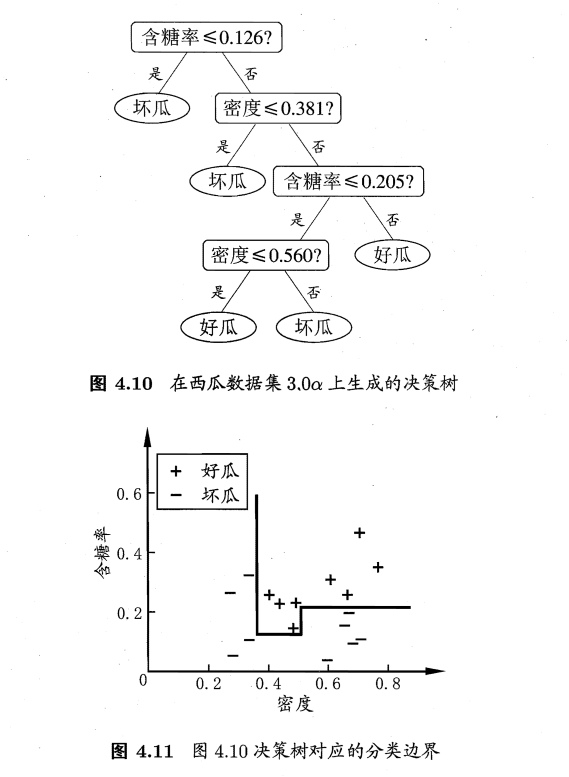 含糖率≤0.126?
是 否
坏瓜 密度≤0.381?
是 否
坏瓜 含糖率≤0.205?
是 否
密度≤0.560? 好瓜
是 否
好瓜 坏瓜
图 4.10 在西瓜数据集 3.0α 上生成的决策树
+ 好瓜
− 坏瓜
0.6
0.4
0.2
含糖率
0 0.2 0.4 0.6 0.8
密度
图 4.11 图 4.10 决策树对应的分类边界